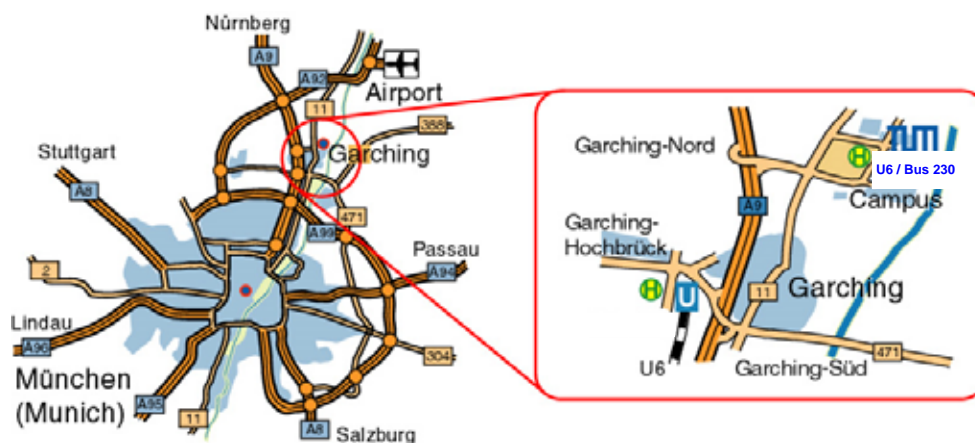 Nürnberg
A9
A92
Airport
11
388
Garching
Stuttgart
A8
471
A99
Passau
A94
2
Lindau
A96
304
München
(Munich)
A95
11
A8
Salzburg
Garching-Nord
H
TUM
U6 / Bus 230
Campus
A9
Garching-
Hochbrück
H
U
11
Garching
U6
Garching-Süd
471